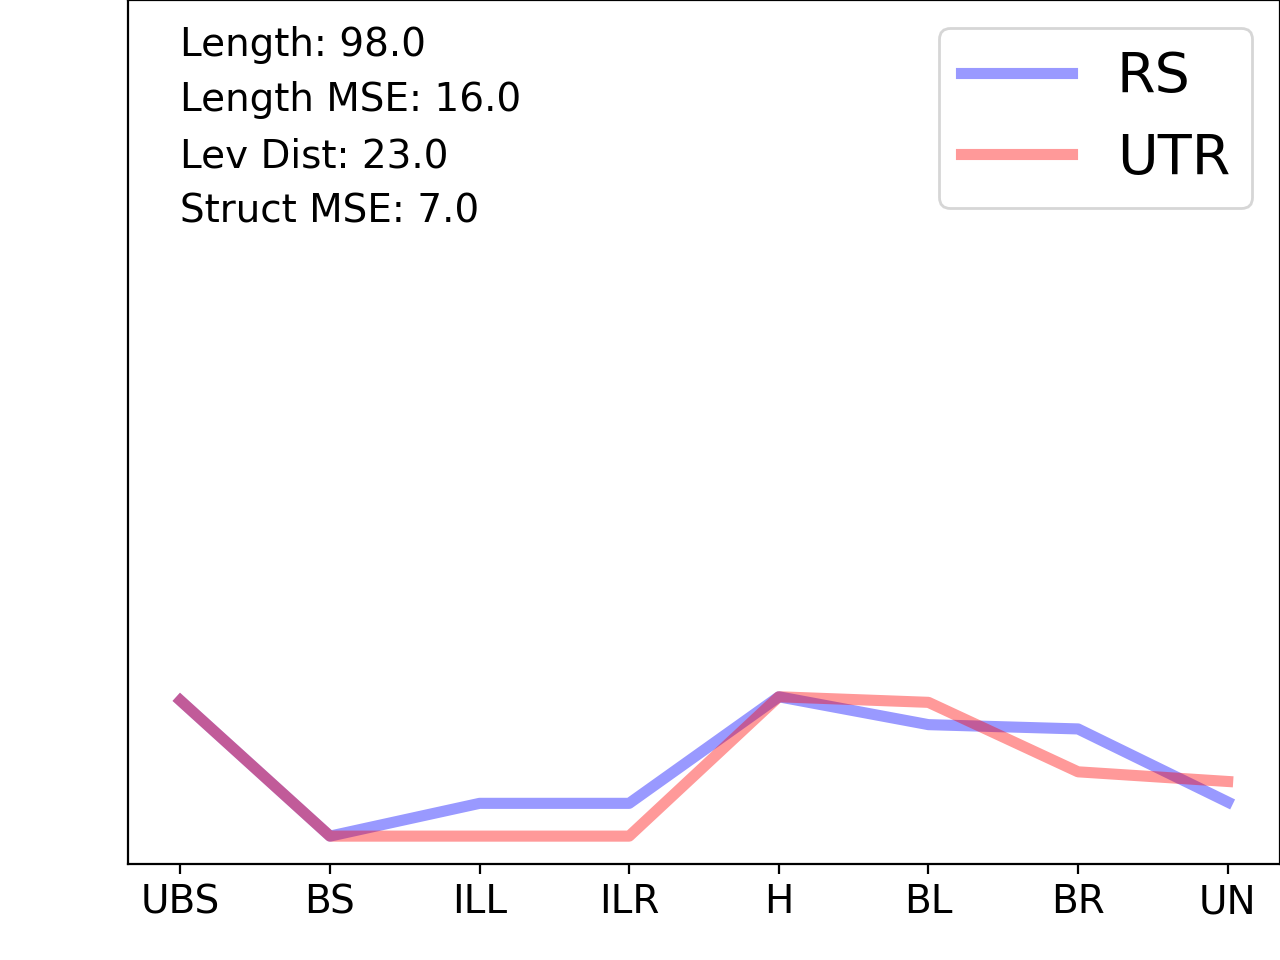 Length: 98.0
Length MSE: 16.0
Lev Dist: 23.0
Struct MSE: 7.0
RS
UTR
UBS BS ILL ILR H BL BR UN